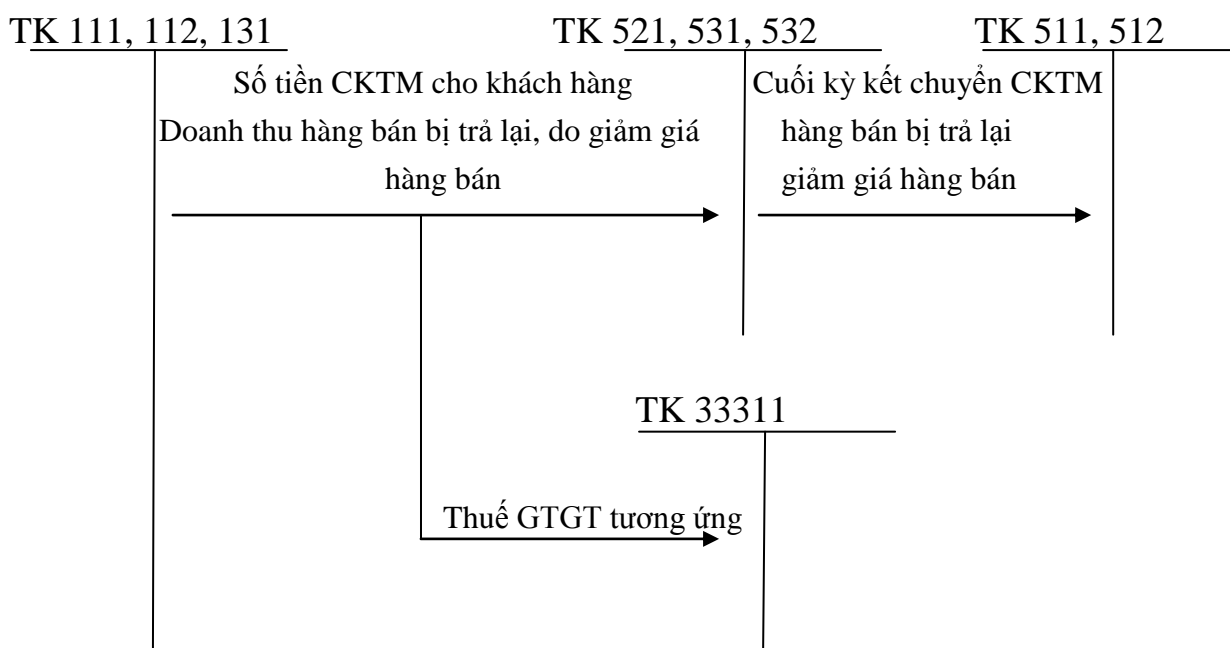 TK 111, 112, 131
TK 521, 531, 532
TK 511, 512
Số tiền CKTM cho khách hàng
Doanh thu hàng bán bị trả lại, do giảm giá
hàng bán
Cuối kỳ kết chuyển CKTM
hàng bán bị trả lại
giảm giá hàng bán
TK 33311
Thuế GTGT tương ứng